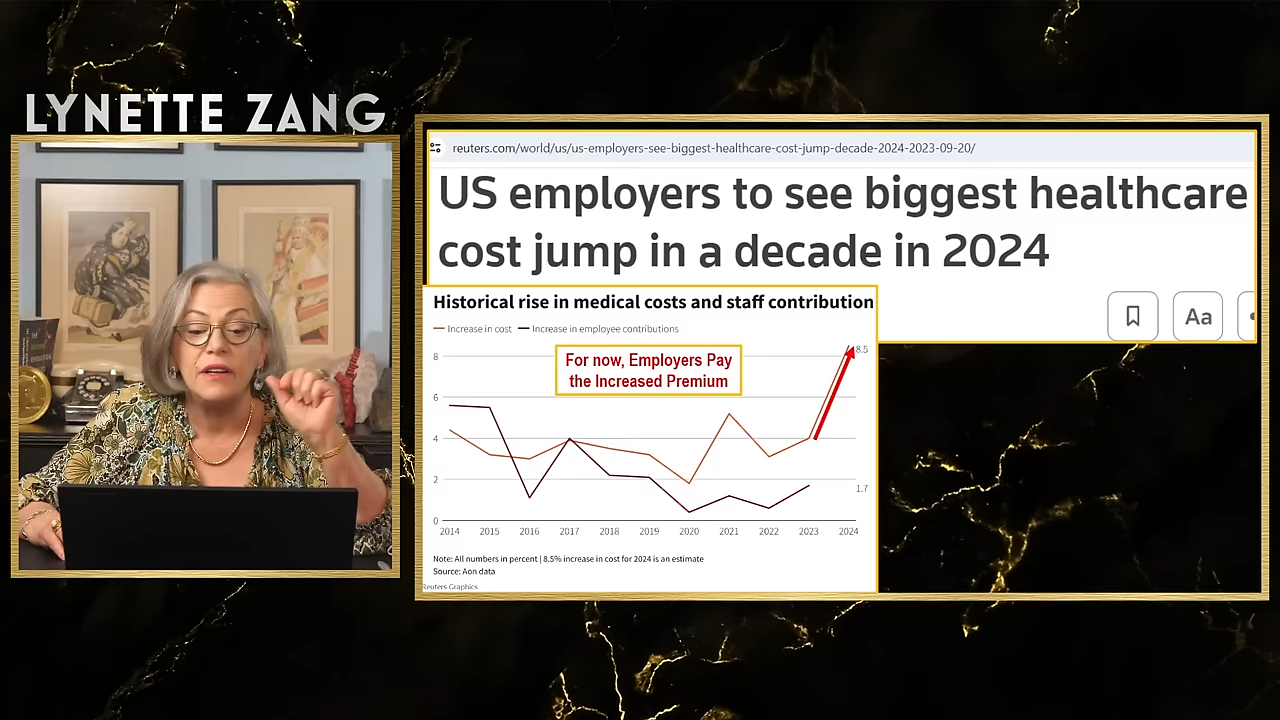 LYNETTE ZANG
reuters.com/world/us/us-employers-see-biggest-healthcare-cost-jump-decade-2024-2023-09-20/
US employers to see biggest healthcare
cost jump in a decade in 2024
Aa
Historical rise in medical costs and staff contribution
Increase in cost Increase in employee contributions
For now, Employers Pay
the Increased Premium
8
8.5
6
4
2
1.7
0
2014 2015 2016 2017 2018 2019 2020 2021 2022 2023 2024
Note: All numbers in percent | 8.5% increase in cost for 2024 is an estimate
Source: Aon data
Reuters Graphics